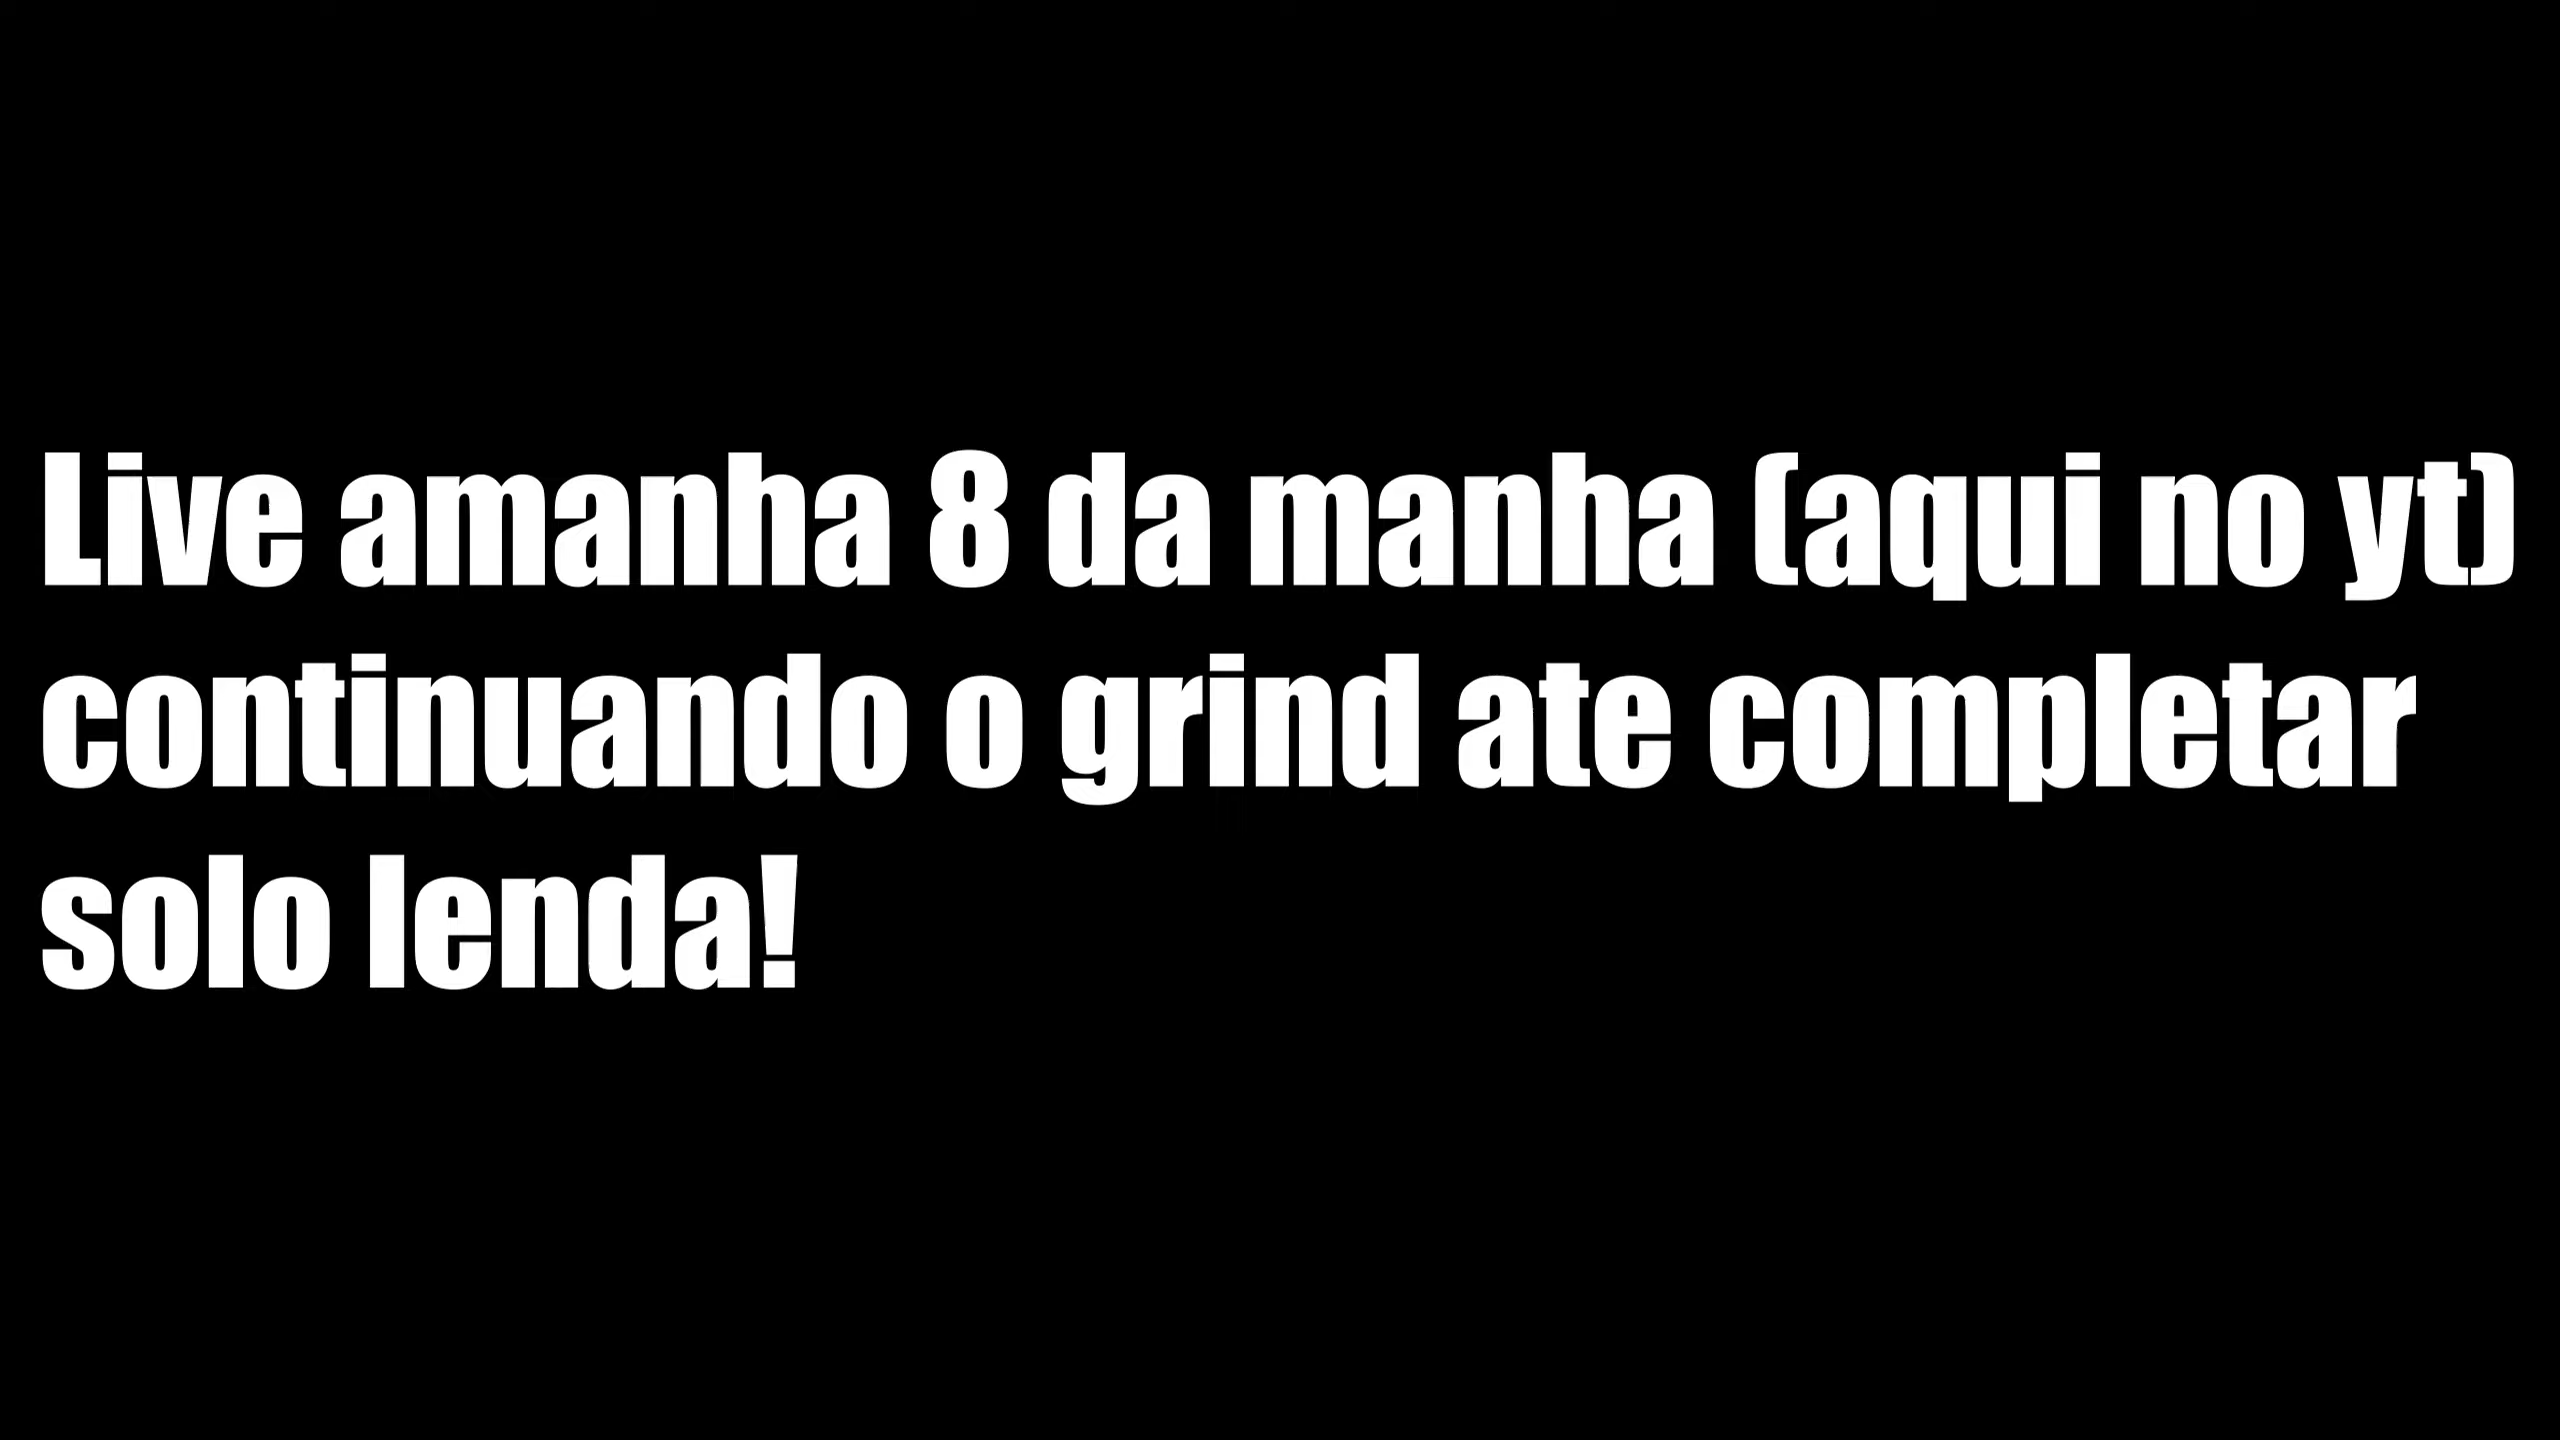 Live amanha 8 da manha (aqui no yt)
continuando o grind ate completar
solo lenda!